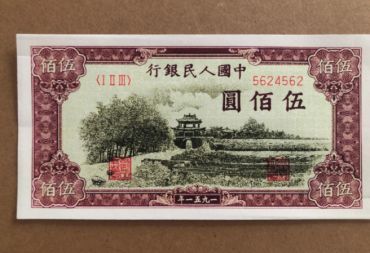 行銀民人國中
〈I II III〉 5624562
圓佰伍
佰伍
佰伍
佰伍
佰伍
年一五九一